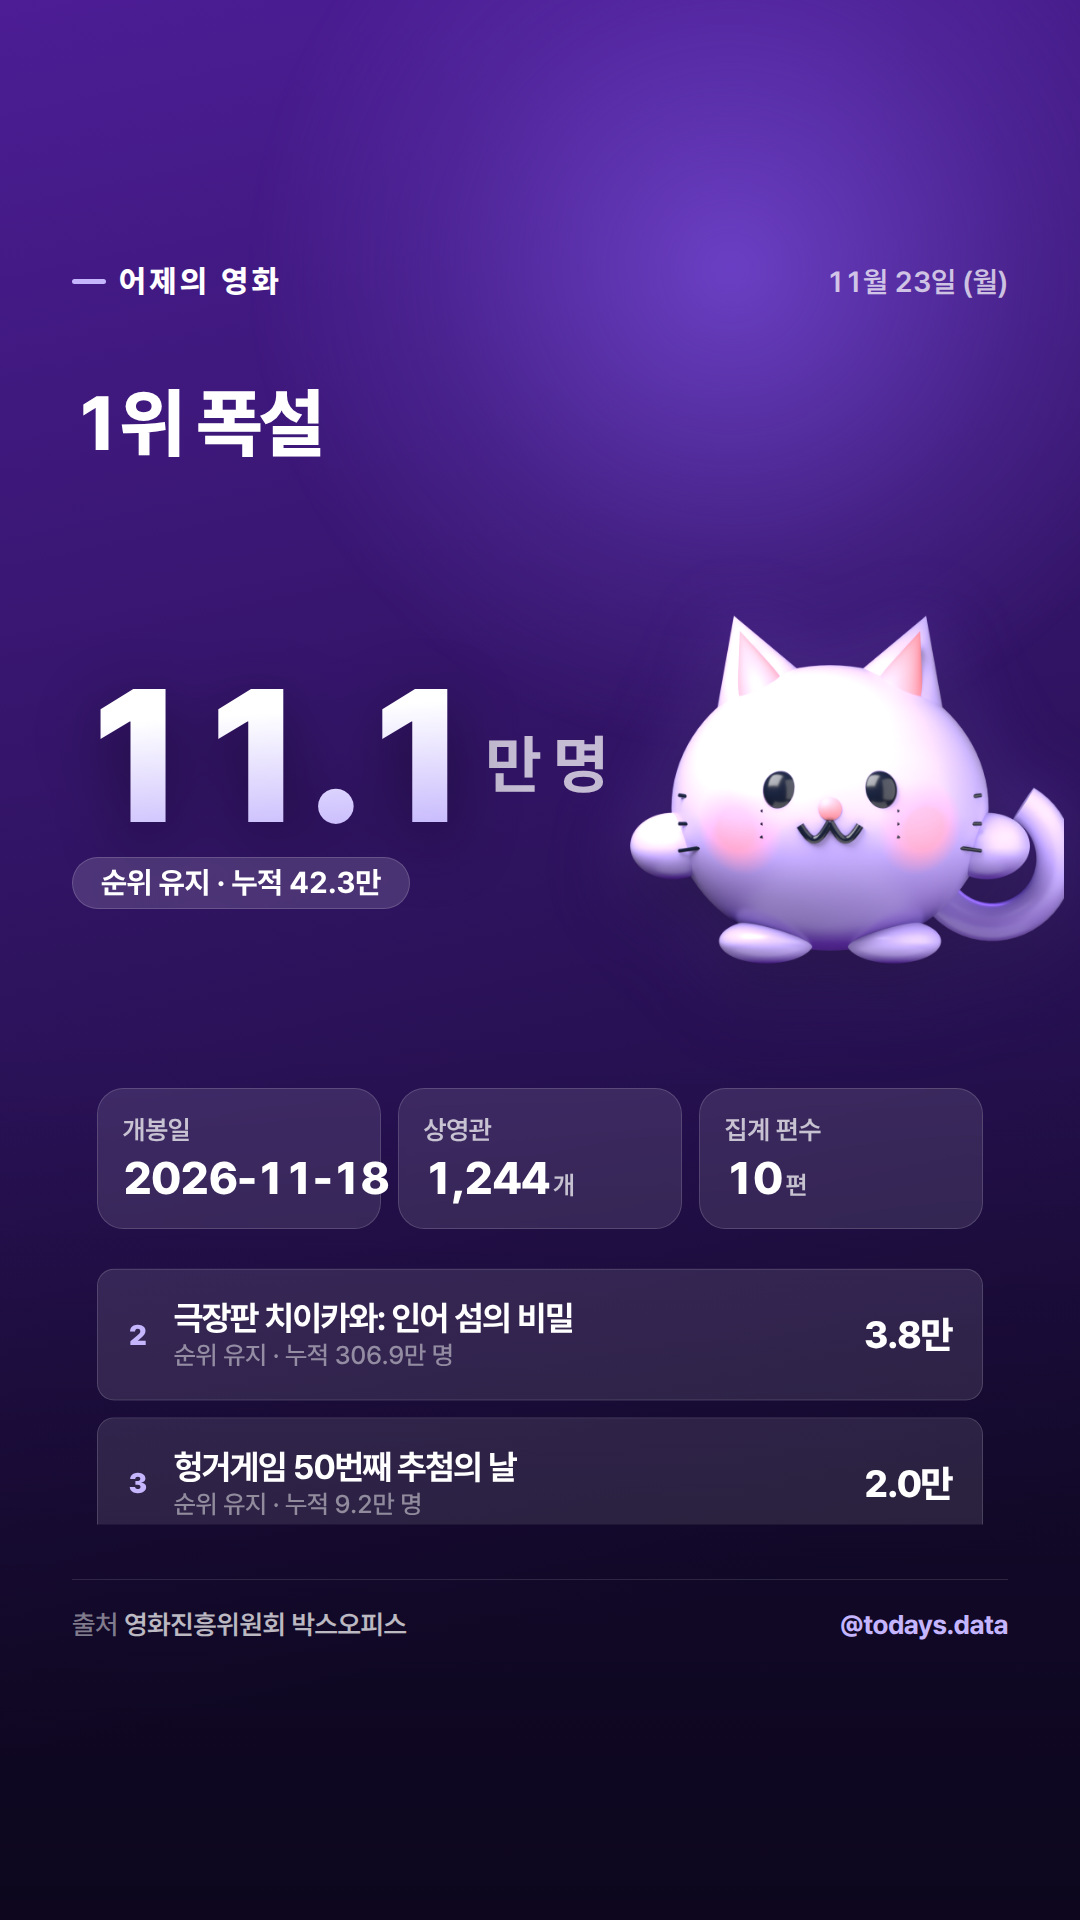 어제의 영화
11월 23일 (월)
1위 폭설
11.1 만 명
순위 유지 · 누적 42.3만
개봉일
2026-11-18
상영관
1,244개
집계 편수
10편
2
극장판 치이카와: 인어 섬의 비밀
순위 유지 · 누적 306.9만 명
3.8만
3
헝거게임 50번째 추첨의 날
순위 유지 · 누적 9.2만 명
2.0만
출처 영화진흥위원회 박스오피스
@todays.data